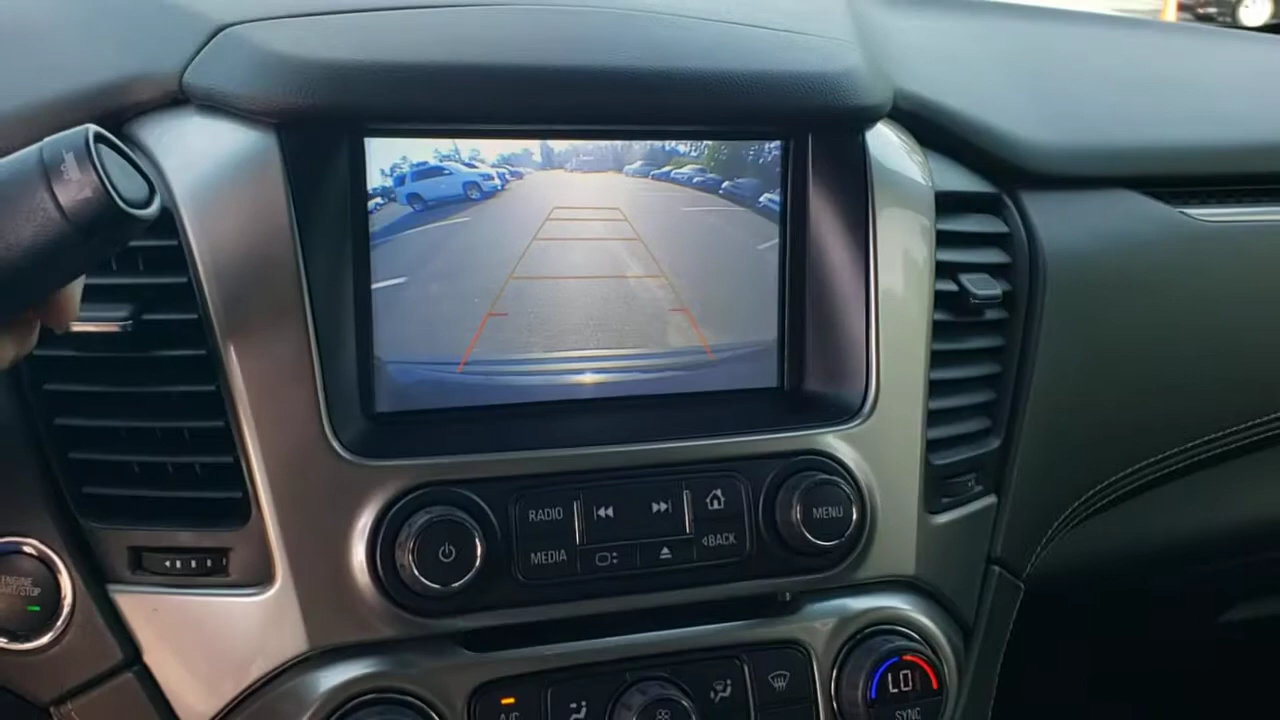 RADIO
MEDIA
BACK
MENU
ENGINE
START/STOP
A/C
LO
SYNC